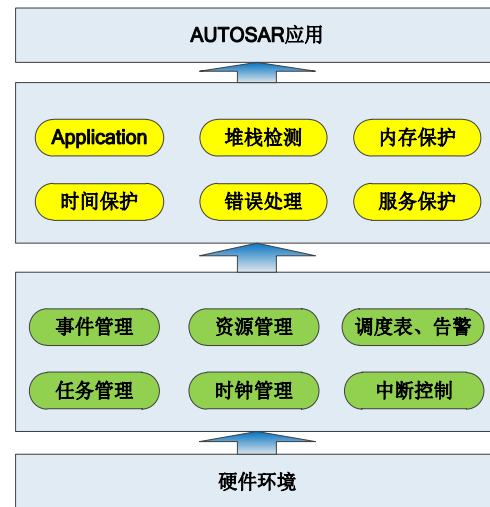 AUTOSAR应用
Application 堆栈检测 内存保护
时间保护 错误处理 服务保护
事件管理 资源管理 调度表、告警
任务管理 时钟管理 中断控制
硬件环境